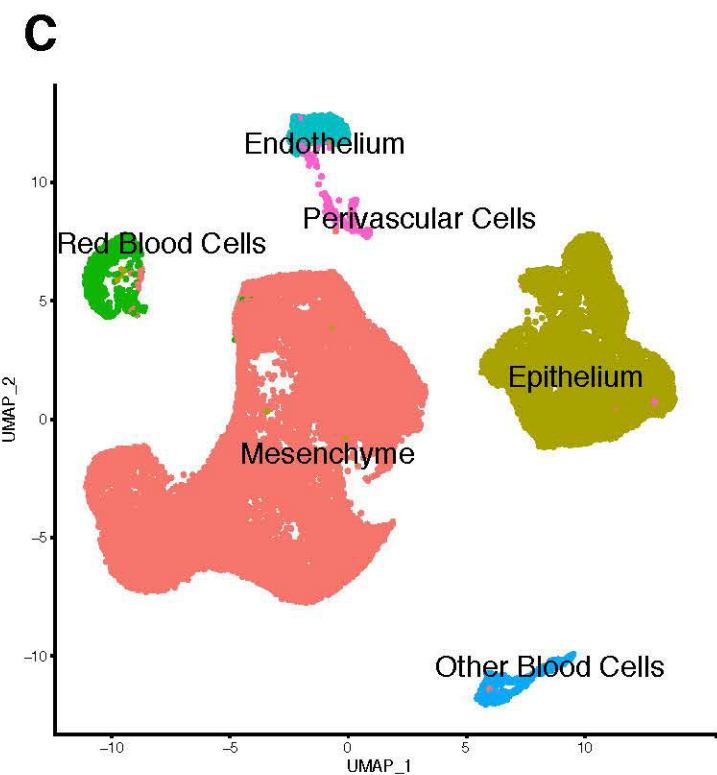 C
Endothelium
Perivascular Cells
Red Blood Cells
Epithelium
Mesenchyme
Other Blood Cells
10
5
0
−5
−10
UMAP_2
−10
−5
0
5
10
UMAP_1